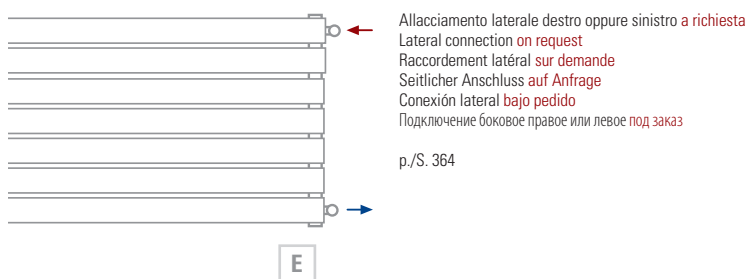 Allacciamento laterale destro oppure sinistro a richiesta
Lateral connection on request
Raccordement latéral sur demande
Seitlicher Anschluss auf Anfrage
Conexión lateral bajo pedido
Подключение боковое правое или левое под заказ
p./S. 364
E